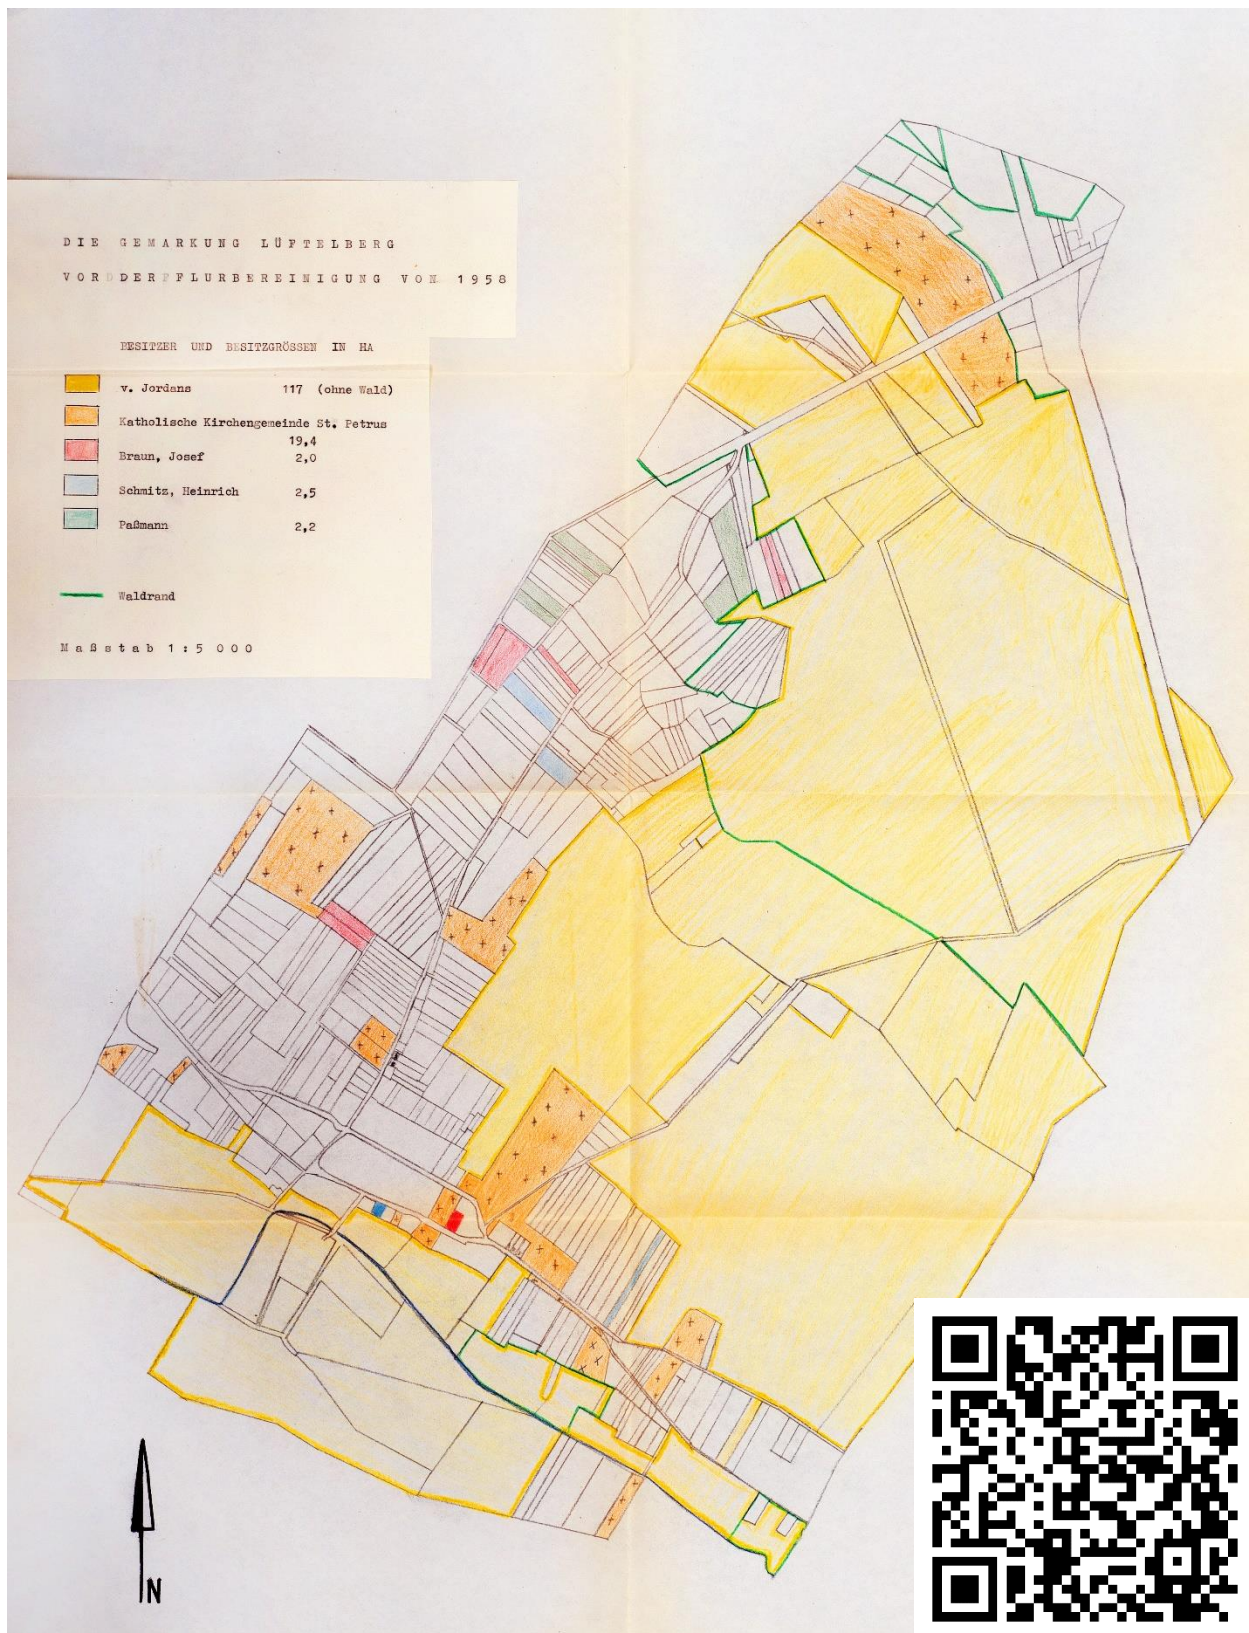 DIE GEMARKUNG LÜFTELBERG
VOR DER FLURBEREINIGUNG VON 1958
BESITZER UND BESITZGRÖSSEN IN HA
v. Jordans 117 (ohne Wald)
Katholische Kirchengemeinde St. Petrus
19,4
Braun, Josef 2,0
Schmitz, Heinrich 2,5
Paßmann 2,2
Waldrand
Maßstab 1:5 000
N